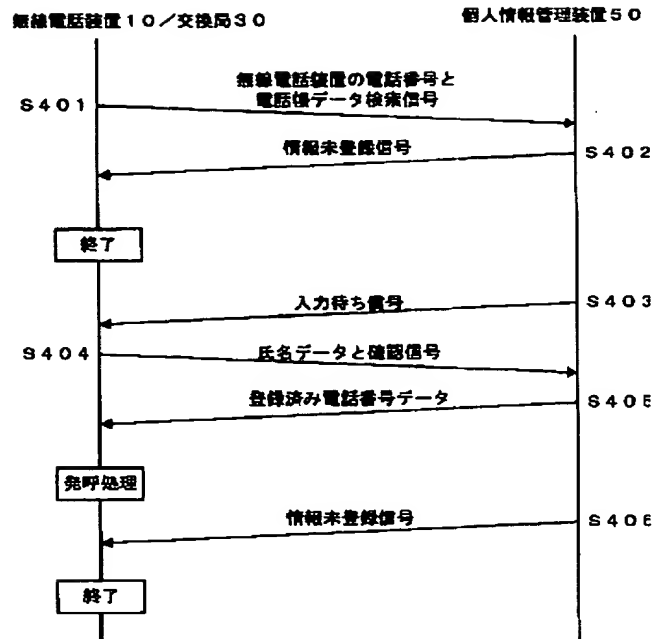 無線電話装置10／交換局30
個人情報管理装置50
無線電話装置の電話番号と
電話帳データ検索信号
S401
情報未登録信号
S402
終了
入力待ち信号
S403
S404
氏名データと確認信号
登録済み電話番号データ
S405
発呼処理
情報未登録信号
S406
終了